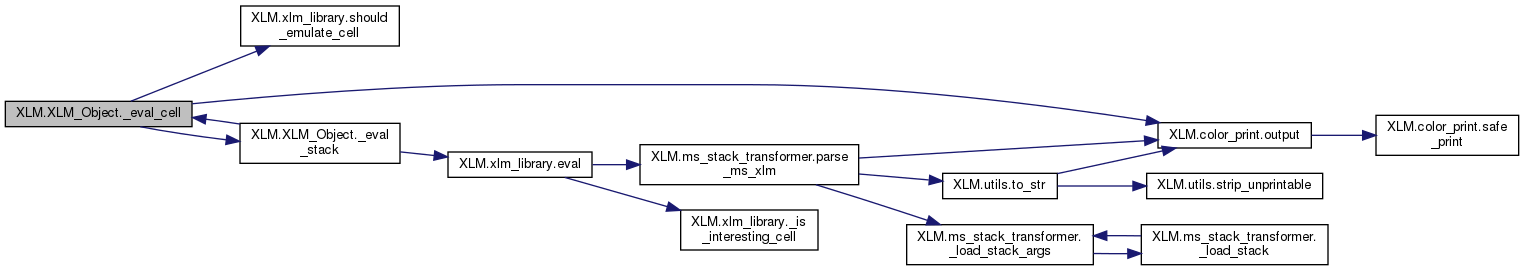 XLM.xlm_library.should
_emulate_cell
XLM.XLM_Object._eval_cell
XLM.XLM_Object._eval
_stack
XLM.xlm_library.eval
XLM.ms_stack_transformer.parse
_ms_xlm
XLM.xlm_library._is
_interesting_cell
XLM.color_print.output
XLM.utils.to_str
XLM.ms_stack_transformer.
_load_stack_args
XLM.color_print.safe
_print
XLM.utils.strip_unprintable
XLM.ms_stack_transformer.
_load_stack